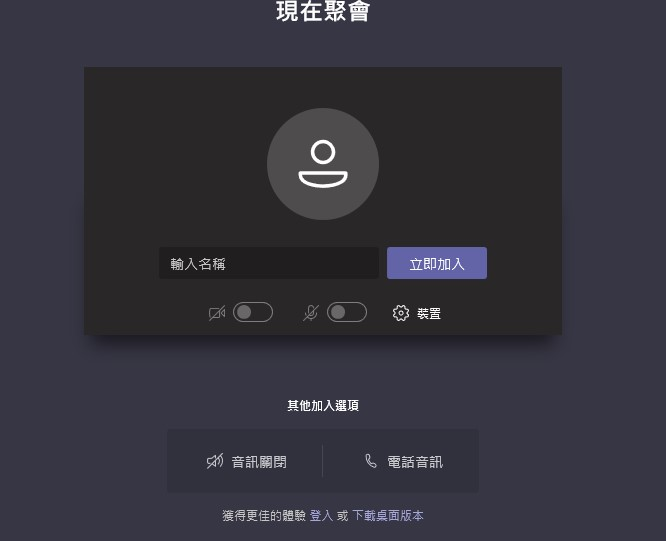 現在聚會
輸入名稱
立即加入
裝置
其他加入選項
音訊關閉
電話音訊
獲得更佳的體驗 登入 或 下載桌面版本